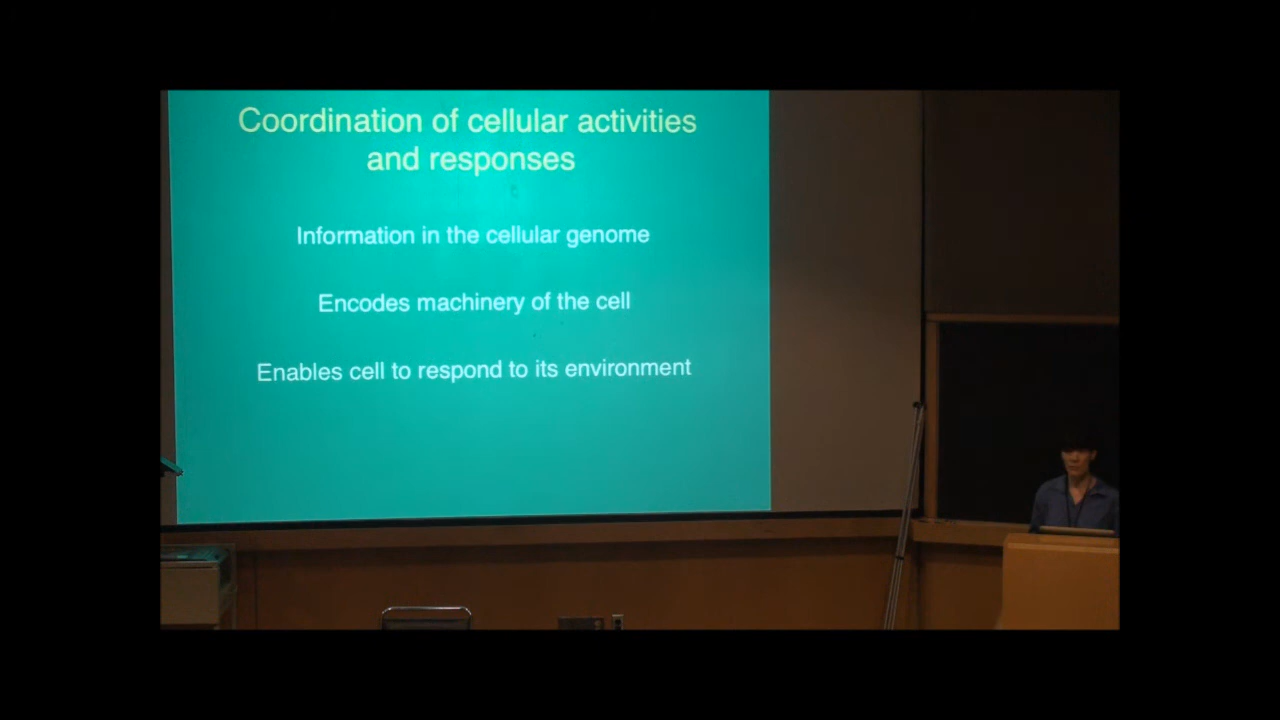 Coordination of cellular activities
and responses
Information in the cellular genome
Encodes machinery of the cell
Enables cell to respond to its environment